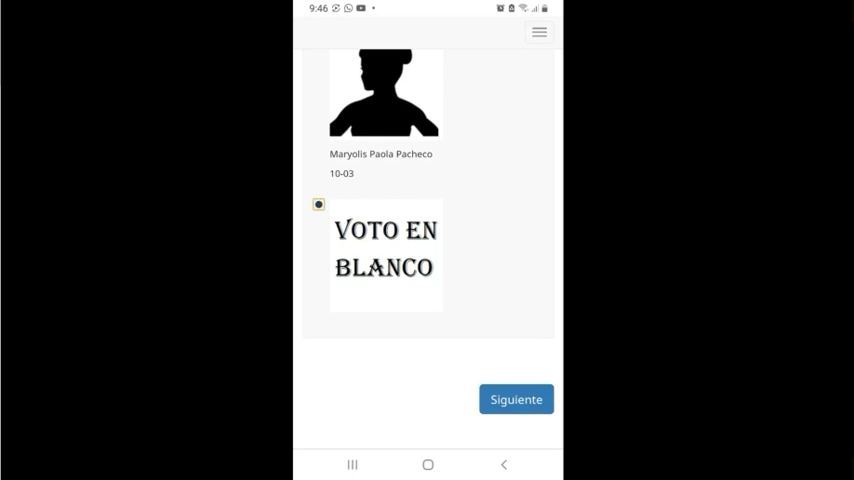 9:46
Maryolis Paola Pacheco
10-03
VOTO EN
BLANCO
Siguiente